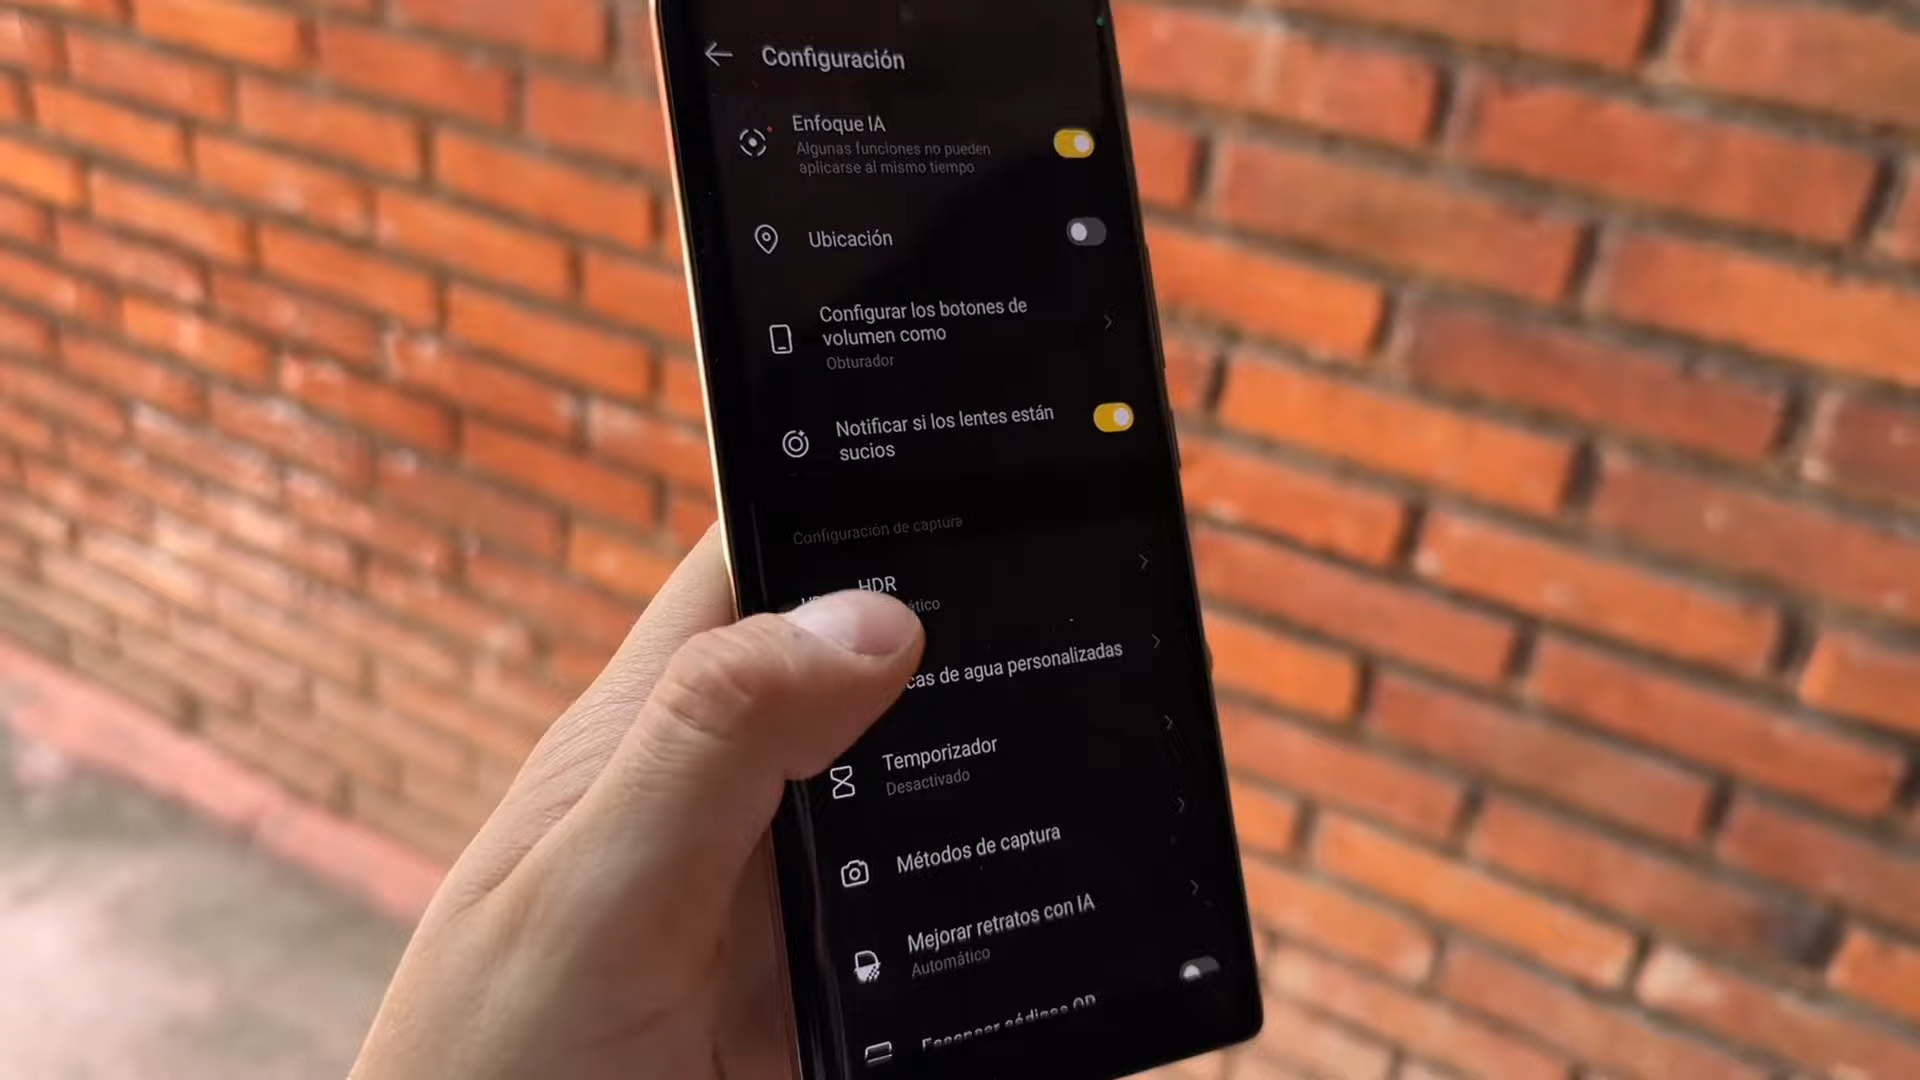 Configuración
Enfoque IA
Algunas funciones no pueden
aplicarse al mismo tiempo
Ubicación
Configurar los botones de
volumen como
Obturador
Notificar si los lentes están
sucios
Configuración de captura
HDR
ático
cas de agua personalizadas
Temporizador
Desactivado
Métodos de captura
Mejorar retratos con IA
Automático